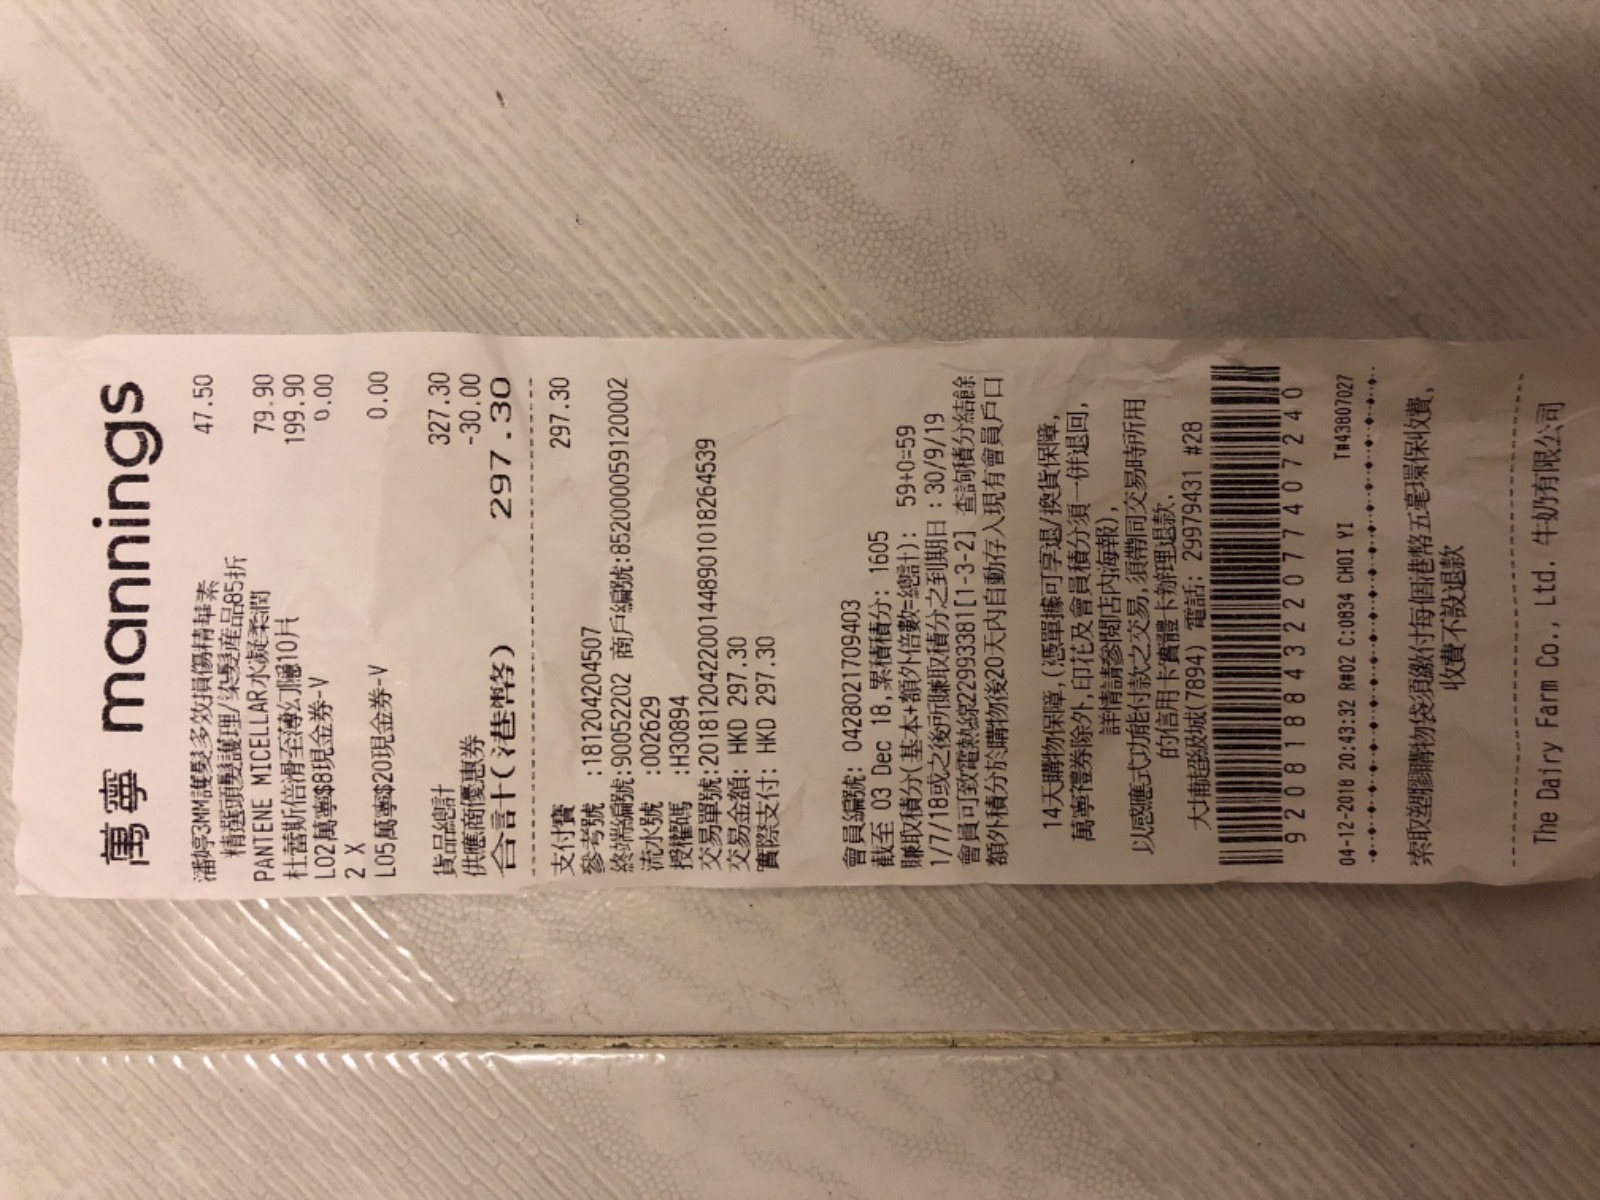 萬寧 mannings
潘婷3MM護髮多效損傷精華素 47.50
精選頭髮護理/染髮產品85折
PANTENE MICELLAR水凝柔潤 79.90
杜蕾斯倍滑至薄幻隱10片 199.90
L02萬寧$8現金券-V 0.00
2 X
L05萬寧$20現金券-V 0.00
貨品總計 327.30
供應商優惠券 -30.00
合計(港幣) 297.30
支付寶 297.30
參考號 :181204204507
終端編號:90052202 商戶編號:852000059120002
流水號 :002629
授權碼 :H30894
交易單號:2018120422001448901018264539
交易金額: HKD 297.30
實際支付: HKD 297.30
會員編號: 0428021709403
截至 03 Dec 18,累積積分: 1605
賺取積分(基本+額外倍數=總計): 59+0=59
1/7/18或之後所賺取積分之到期日:30/9/19
會員可致電熱線22993381[1-3-2] 查詢積分結餘
額外積分於購物後20天內自動存入現有會員戶口
14天購物保障,(憑單據可享退/換貨保障,
萬寧禮券除外,印花及會員積分須一併退回,
詳情請參閱店內海報),
以感應式功能付款之交易,須帶同交易時所用
的信用卡實體卡辦理退款.
大埔超級城(7894) 電話: 29979431 #28
92081884322077407240
04-12-2018 20:43:32 R#02 C:0834 CHOI YI T#43807027
索取塑膠購物袋須繳付每個港幣五毫環保收費,
收費不設退款
The Dairy Farm Co., Ltd. 牛奶有限公司